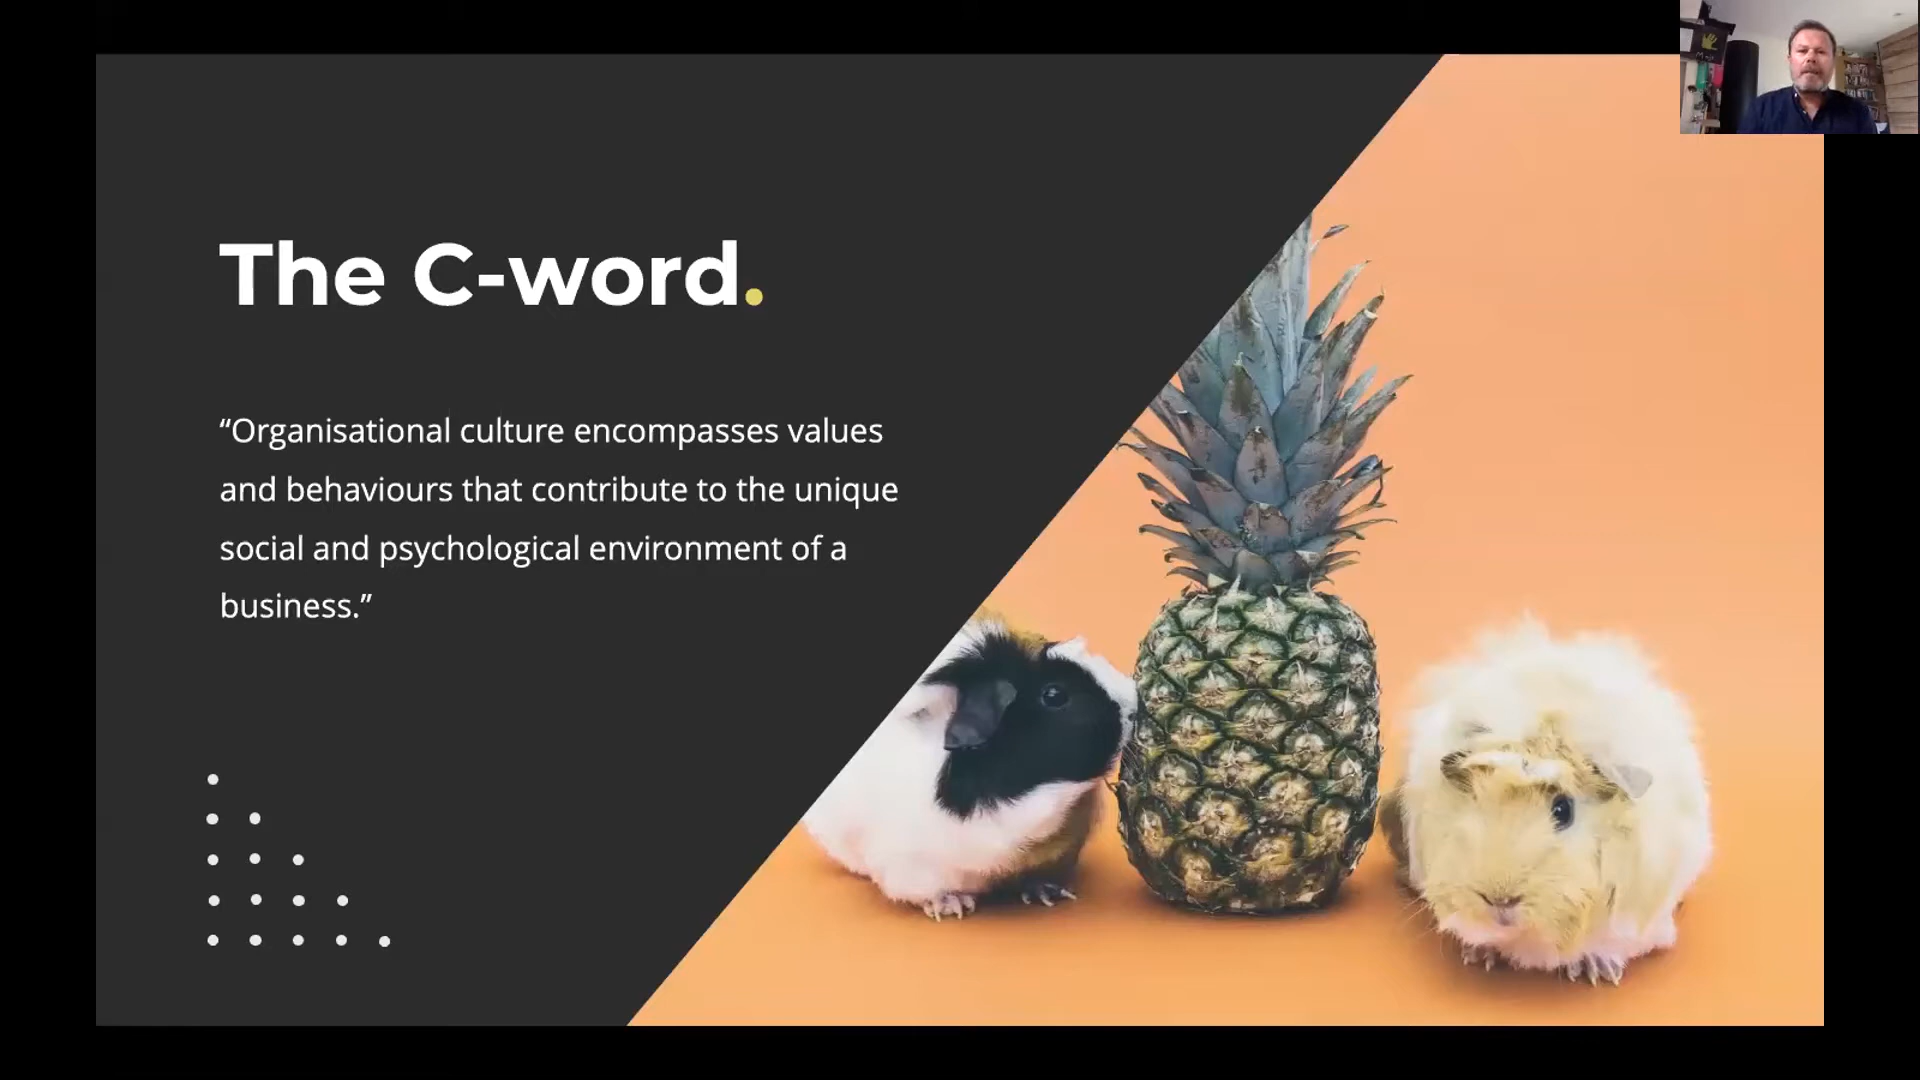 The C-word.
“Organisational culture encompasses values
and behaviours that contribute to the unique
social and psychological environment of a
business.”